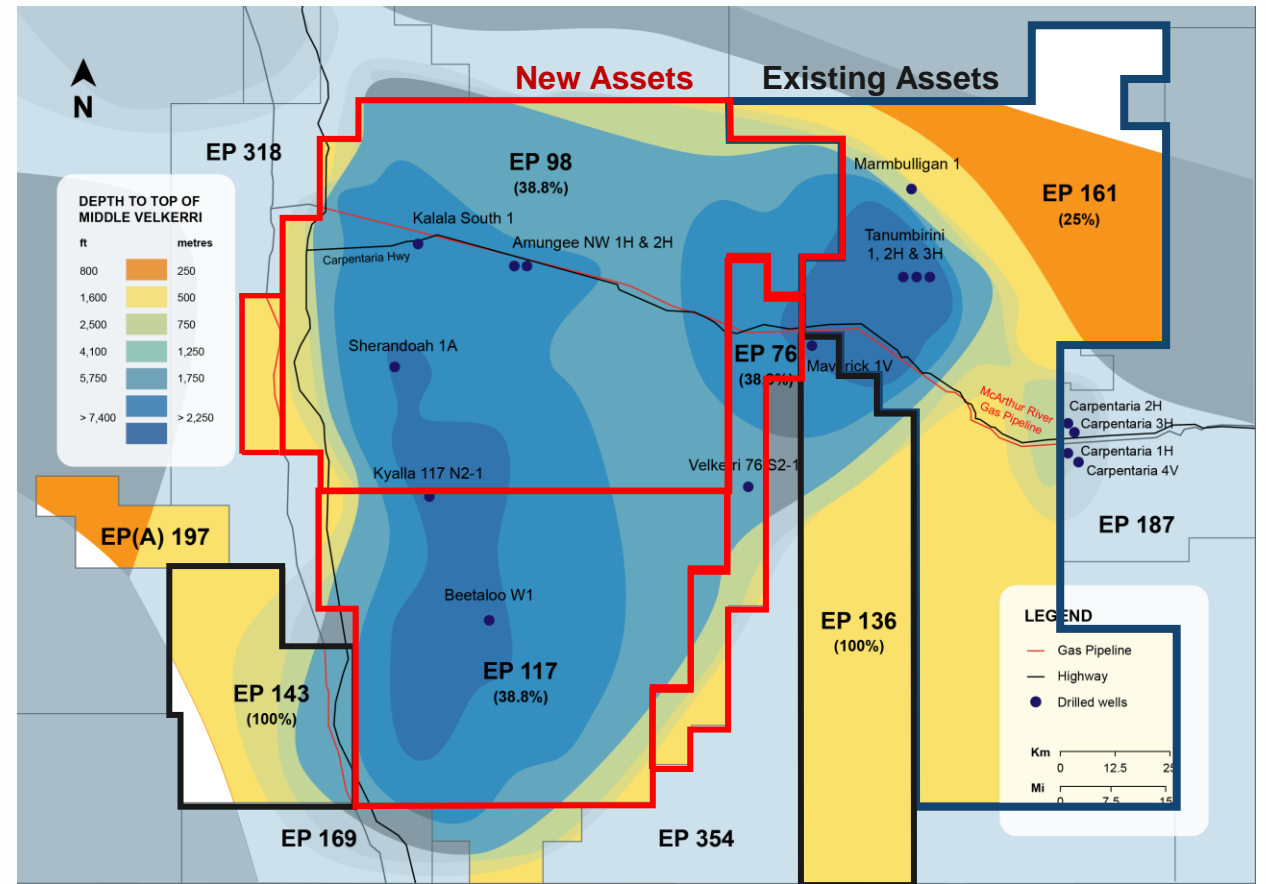 New Assets
Existing Assets
N
EP 318
EP 98
(38.8%)
Marmbulligan 1
EP 161
(25%)
DEPTH TO TOP OF
MIDDLE VELKERRI
ft
metres
800
250
1,600
500
2,500
750
4,100
1,250
5,750
1,750
> 7,400
> 2,250
Kalala South 1
Carpentaria Hwy
Amungee NW 1H & 2H
Tanumbirini
1, 2H & 3H
Sherandoah 1A
EP 76
(38.8%)
Maverick 1V
McArthur River
Gas Pipeline
Carpentaria 2H
Carpentaria 3H
Carpentaria 1H
Carpentaria 4V
Kyalla 117 N2-1
Velkerri 76 S2-1
EP 187
EP(A) 197
Beetaloo W1
EP 117
(38.8%)
EP 136
(100%)
EP 143
(100%)
LEGEND
Gas Pipeline
Highway
Drilled wells
Km
0 12.5 25
Mi
0 7.5 15
EP 169
EP 354